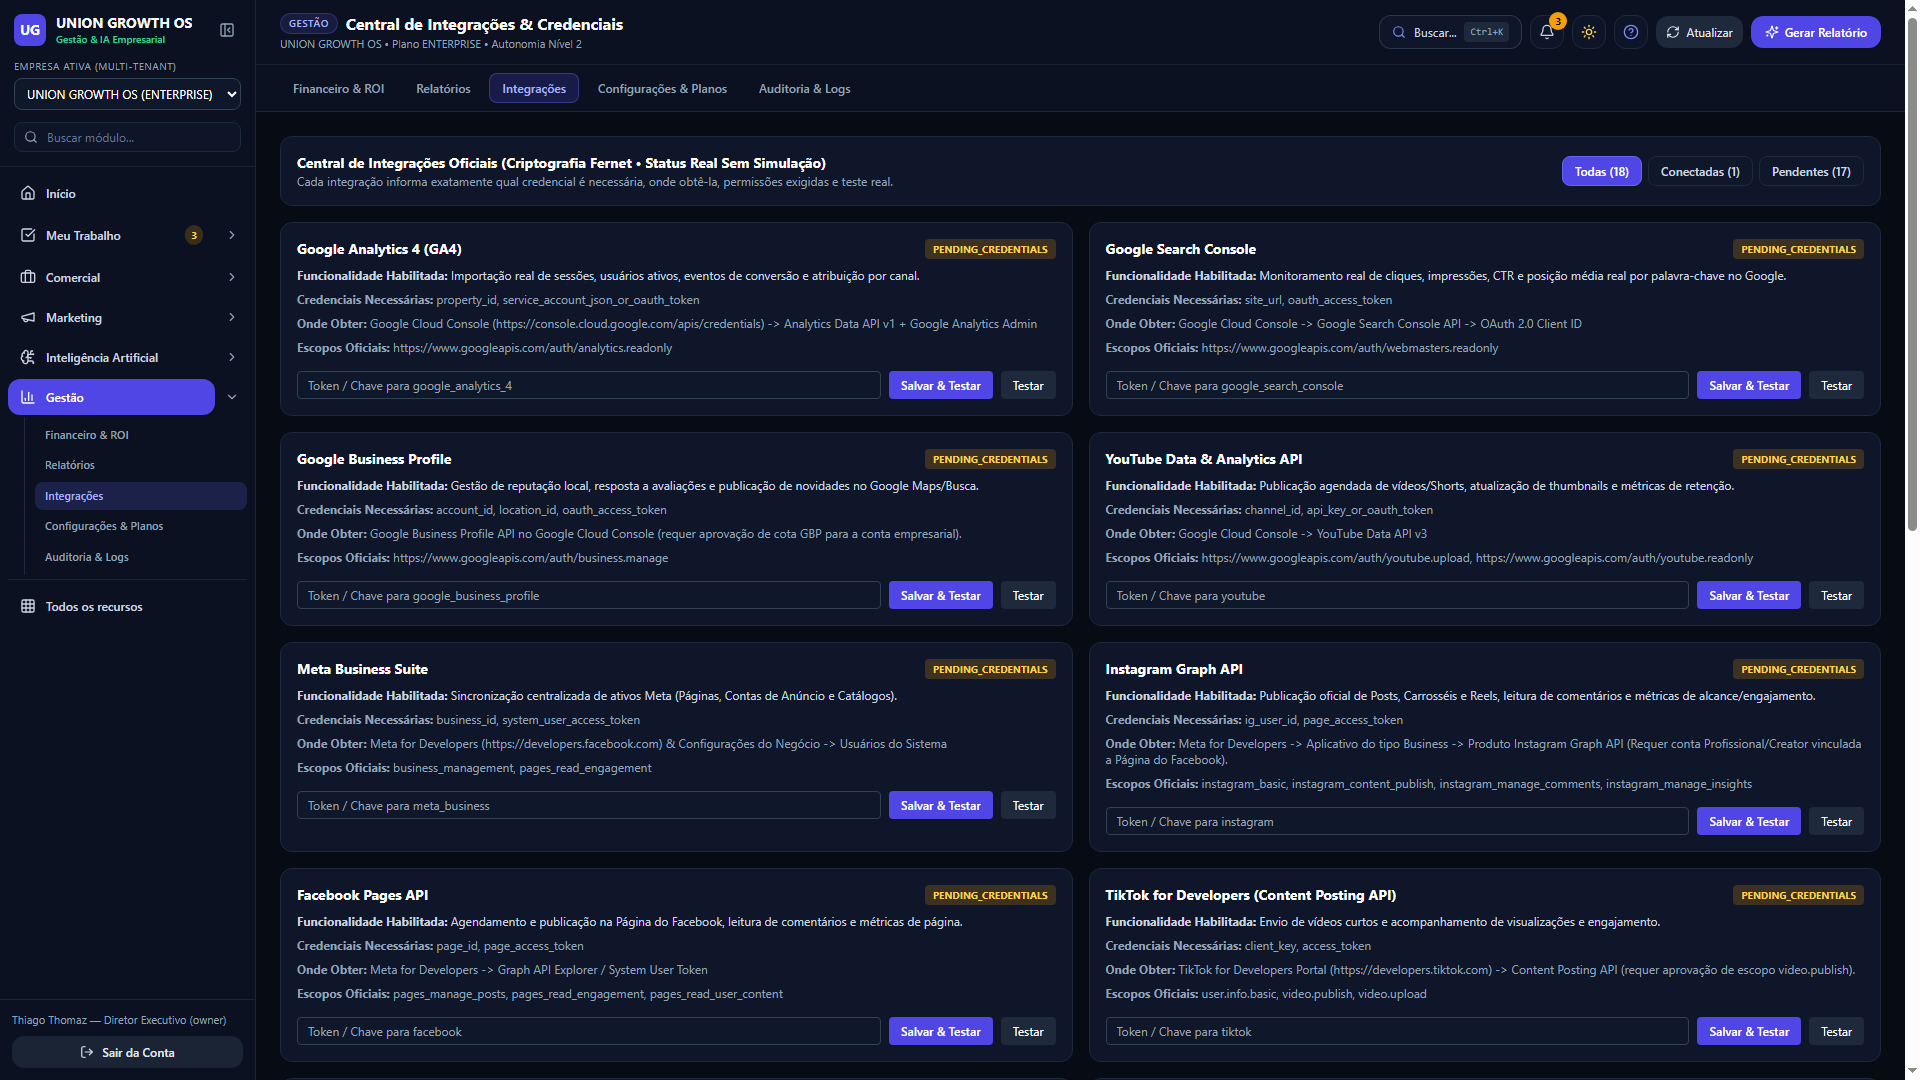 UG
UNION GROWTH OS
Gestão & IA Empresarial
EMPRESA ATIVA (MULTI-TENANT)
UNION GROWTH OS (ENTERPRISE)
Buscar módulo...
Início
Meu Trabalho
3
Comercial
Marketing
Inteligência Artificial
Gestão
Financeiro & ROI
Relatórios
Integrações
Configurações & Planos
Auditoria & Logs
Todos os recursos
Thiago Thomaz — Diretor Executivo (owner)
Sair da Conta
GESTÃO
Central de Integrações & Credenciais
UNION GROWTH OS • Plano ENTERPRISE • Autonomia Nível 2
Buscar...
Ctrl+K
3
Atualizar
Gerar Relatório
Financeiro & ROI
Relatórios
Integrações
Configurações & Planos
Auditoria & Logs
Central de Integrações Oficiais (Criptografia Fernet • Status Real Sem Simulação)
Cada integração informa exatamente qual credencial é necessária, onde obtê-la, permissões exigidas e teste real.
Todas (18)
Conectadas (1)
Pendentes (17)
Google Analytics 4 (GA4)
PENDING_CREDENTIALS
Funcionalidade Habilitada: Importação real de sessões, usuários ativos, eventos de conversão e atribuição por canal.
Credenciais Necessárias: property_id, service_account_json_or_oauth_token
Onde Obter: Google Cloud Console (https://console.cloud.google.com/apis/credentials) -> Analytics Data API v1 + Google Analytics Admin
Escopos Oficiais: https://www.googleapis.com/auth/analytics.readonly
Token / Chave para google_analytics_4
Salvar & Testar
Testar
Google Search Console
PENDING_CREDENTIALS
Funcionalidade Habilitada: Monitoramento real de cliques, impressões, CTR e posição média real por palavra-chave no Google.
Credenciais Necessárias: site_url, oauth_access_token
Onde Obter: Google Cloud Console -> Google Search Console API -> OAuth 2.0 Client ID
Escopos Oficiais: https://www.googleapis.com/auth/webmasters.readonly
Token / Chave para google_search_console
Salvar & Testar
Testar
Google Business Profile
PENDING_CREDENTIALS
Funcionalidade Habilitada: Gestão de reputação local, resposta a avaliações e publicação de novidades no Google Maps/Busca.
Credenciais Necessárias: account_id, location_id, oauth_access_token
Onde Obter: Google Business Profile API no Google Cloud Console (requer aprovação de cota GBP para a conta empresarial).
Escopos Oficiais: https://www.googleapis.com/auth/business.manage
Token / Chave para google_business_profile
Salvar & Testar
Testar
YouTube Data & Analytics API
PENDING_CREDENTIALS
Funcionalidade Habilitada: Publicação agendada de vídeos/Shorts, atualização de thumbnails e métricas de retenção.
Credenciais Necessárias: channel_id, api_key_or_oauth_token
Onde Obter: Google Cloud Console -> YouTube Data API v3
Escopos Oficiais: https://www.googleapis.com/auth/youtube.upload, https://www.googleapis.com/auth/youtube.readonly
Token / Chave para youtube
Salvar & Testar
Testar
Meta Business Suite
PENDING_CREDENTIALS
Funcionalidade Habilitada: Sincronização centralizada de ativos Meta (Páginas, Contas de Anúncio e Catálogos).
Credenciais Necessárias: business_id, system_user_access_token
Onde Obter: Meta for Developers (https://developers.facebook.com) & Configurações do Negócio -> Usuários do Sistema
Escopos Oficiais: business_management, pages_read_engagement
Token / Chave para meta_business
Salvar & Testar
Testar
Instagram Graph API
PENDING_CREDENTIALS
Funcionalidade Habilitada: Publicação oficial de Posts, Carrosséis e Reels, leitura de comentários e métricas de alcance/engajamento.
Credenciais Necessárias: ig_user_id, page_access_token
Onde Obter: Meta for Developers -> Aplicativo do tipo Business -> Produto Instagram Graph API (Requer conta Profissional/Creator vinculada
a Página do Facebook).
Escopos Oficiais: instagram_basic, instagram_content_publish, instagram_manage_comments, instagram_manage_insights
Token / Chave para instagram
Salvar & Testar
Testar
Facebook Pages API
PENDING_CREDENTIALS
Funcionalidade Habilitada: Agendamento e publicação na Página do Facebook, leitura de comentários e métricas de página.
Credenciais Necessárias: page_id, page_access_token
Onde Obter: Meta for Developers -> Graph API Explorer / System User Token
Escopos Oficiais: pages_manage_posts, pages_read_engagement, pages_read_user_content
Token / Chave para facebook
Salvar & Testar
Testar
TikTok for Developers (Content Posting API)
PENDING_CREDENTIALS
Funcionalidade Habilitada: Envio de vídeos curtos e acompanhamento de visualizações e engajamento.
Credenciais Necessárias: client_key, access_token
Onde Obter: TikTok for Developers Portal (https://developers.tiktok.com) -> Content Posting API (requer aprovação de escopo video.publish).
Escopos Oficiais: user.info.basic, video.publish, video.upload
Token / Chave para tiktok
Salvar & Testar
Testar